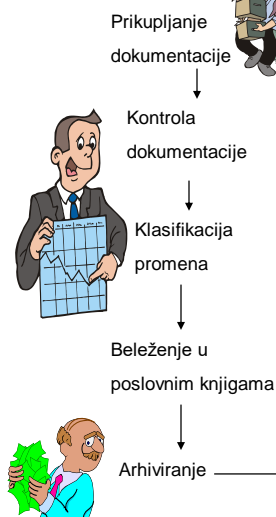 Prikupljanje
dokumentacije
Kontrola
dokumentacije
Klasifikacija
promena
Beleženje u
poslovnim knjigama
Arhiviranje